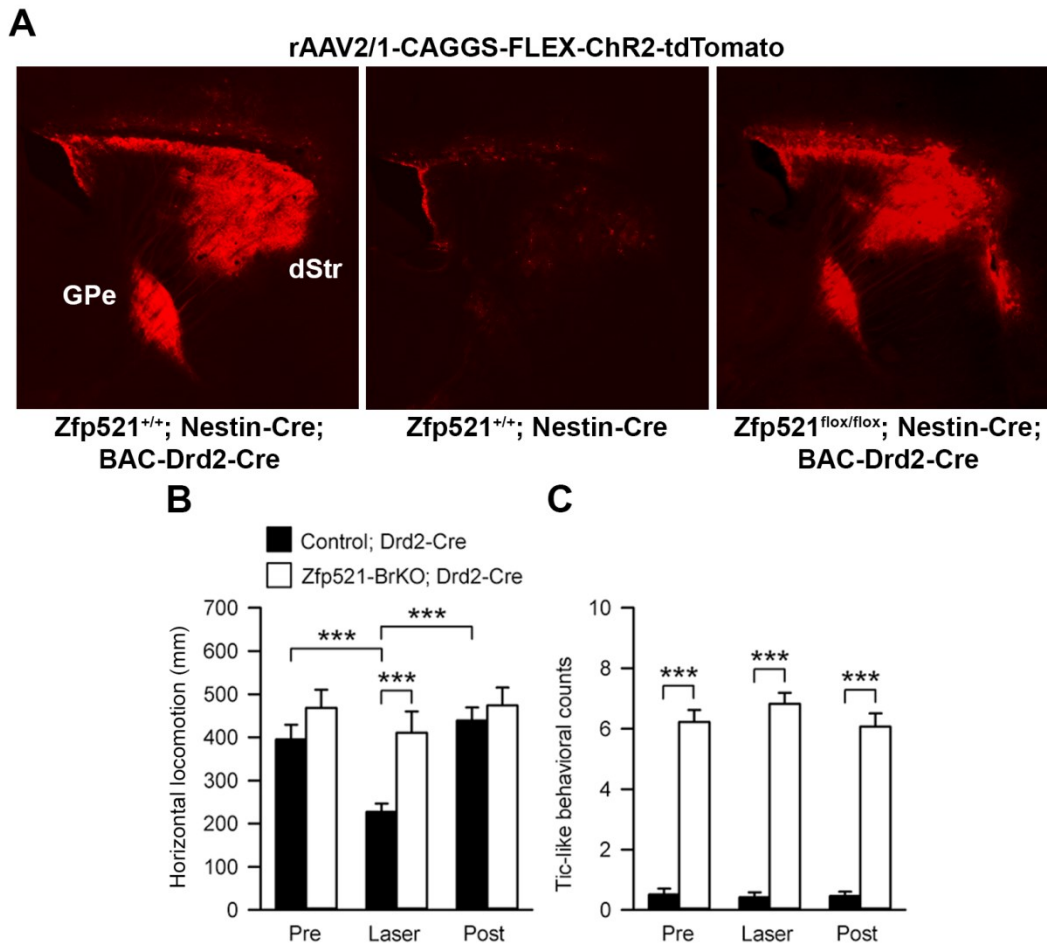 A
rAAV2/1-CAGGS-FLEX-ChR2-tdTomato
GPe
dStr
Zfp521+/+; Nestin-Cre;
BAC-Drd2-Cre
Zfp521+/+; Nestin-Cre
Zfp521flox/flox; Nestin-Cre;
BAC-Drd2-Cre
B
Control; Drd2-Cre
Zfp521-BrKO; Drd2-Cre
Horizontal locomotion (mm)
700
600
500
400
300
200
100
0
***
***
***
Pre
Laser
Post
C
Tic-like behavioral counts
10
8
6
4
2
0
***
***
***
Pre
Laser
Post